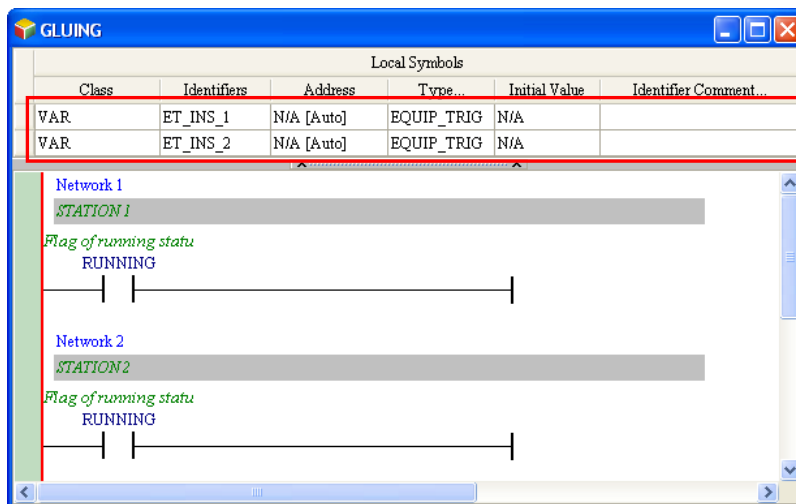 GLUING
Local Symbols
Class Identifiers Address Type... Initial Value Identifier Comment...
VAR ET_INS_1 N/A [Auto] EQUIP_TRIG N/A
VAR ET_INS_2 N/A [Auto] EQUIP_TRIG N/A
Network 1
STATION 1
Flag of running statu
RUNNING
Network 2
STATION 2
Flag of running statu
RUNNING